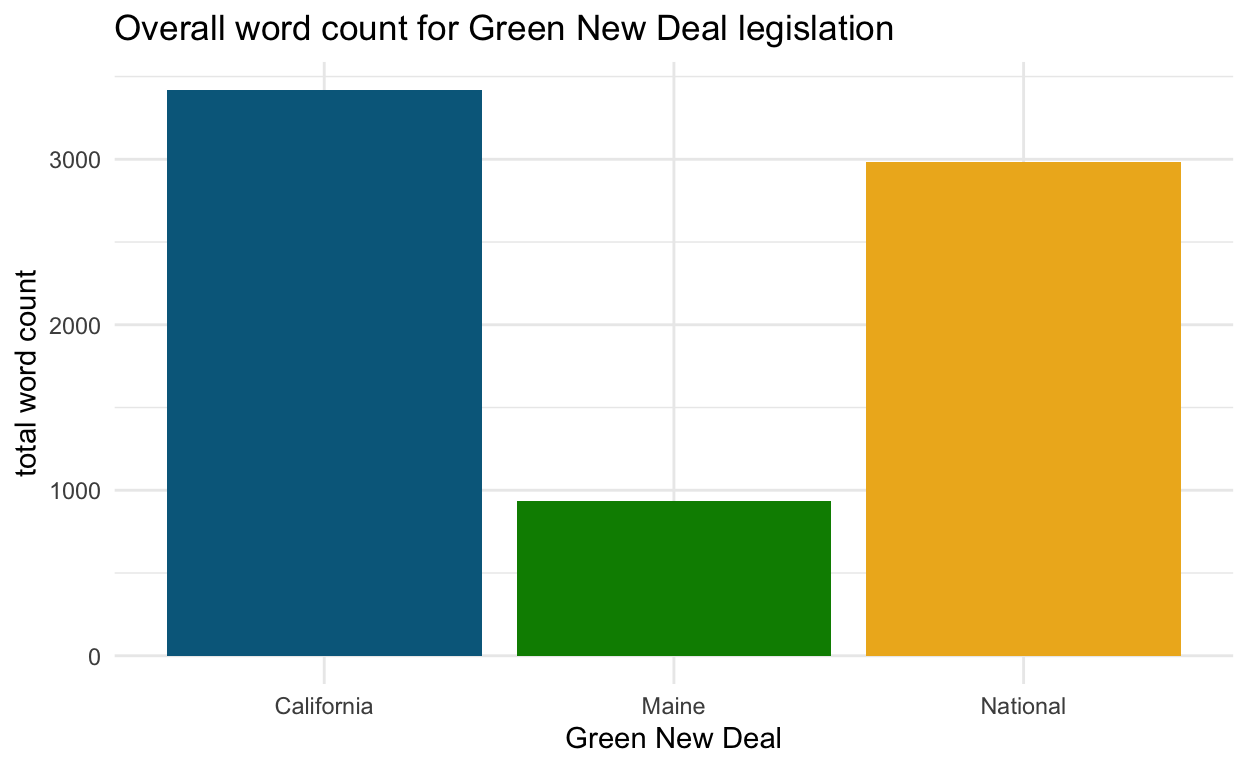 Overall word count for Green New Deal legislation
total word count
3000
2000
1000
0
California Maine National
Green New Deal